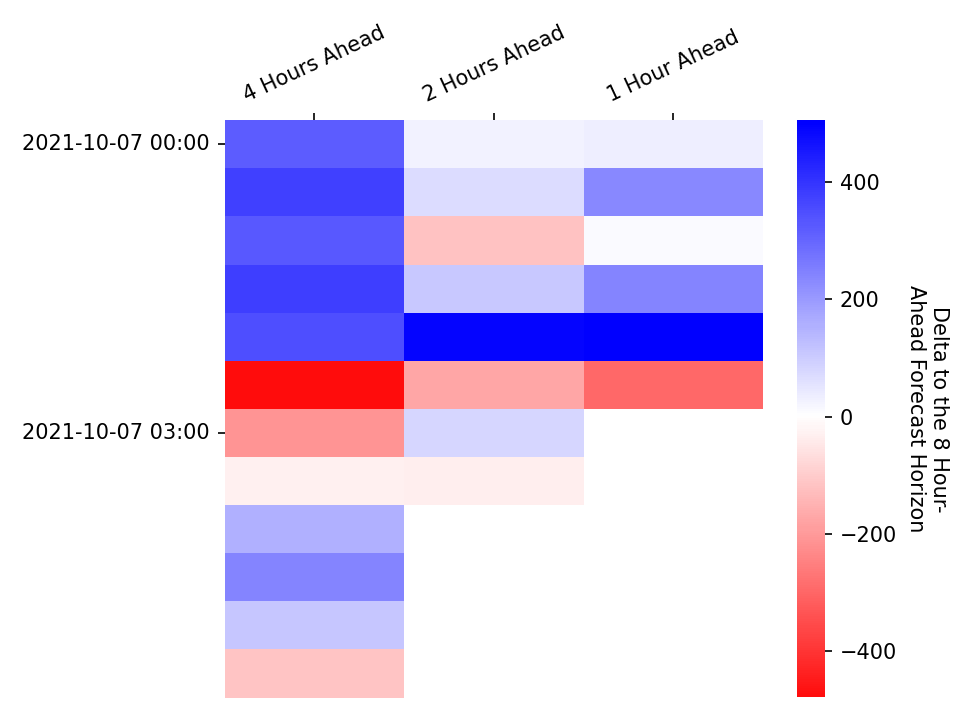 4 Hours Ahead
2 Hours Ahead
1 Hour Ahead
2021-10-07 00:00
2021-10-07 03:00
400
200
0
−200
−400
Delta to the 8 Hour-
Ahead Forecast Horizon